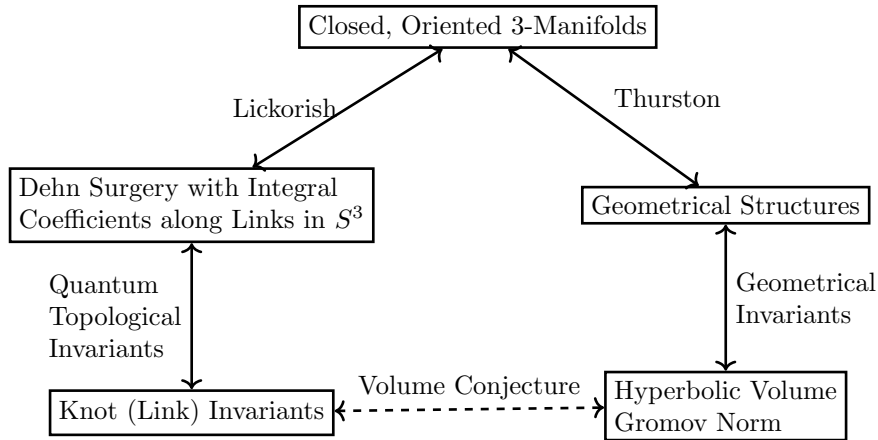 Closed, Oriented 3-Manifolds
Lickorish
Thurston
Dehn Surgery with Integral
Coefficients along Links in $S^3$
Geometrical Structures
Quantum
Topological
Invariants
Geometrical
Invariants
Volume Conjecture
Knot (Link) Invariants
Hyperbolic Volume
Gromov Norm